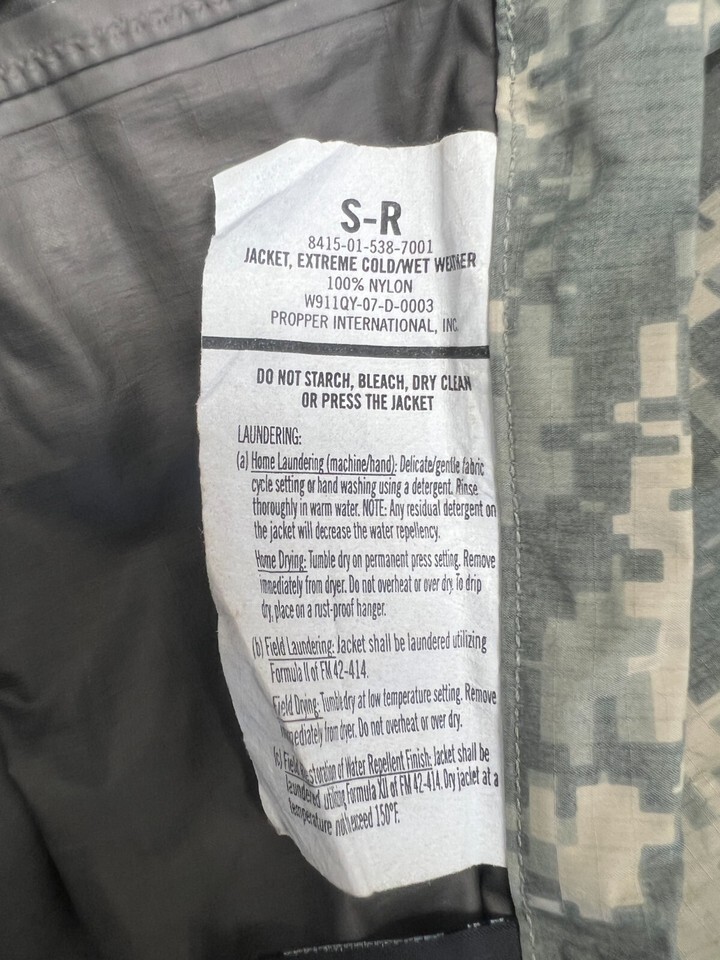 S-R
8415-01-538-7001
JACKET, EXTREME COLD/WET WEATHER
100% NYLON
W911QY-07-D-0003
PROPPER INTERNATIONAL, INC.
DO NOT STARCH, BLEACH, DRY CLEAN
OR PRESS THE JACKET
LAUNDERING:
(a) Home Laundering (machine/hand): Delicate/gentle fabric
cycle setting or hand washing using a detergent. Rinse
thoroughly in warm water. NOTE: Any residual detergent on
the jacket will decrease the water repellency.
Home Drying: Tumble dry on permanent press setting. Remove
immediately from dryer. Do not overheat or over dry. To drip
dry, place on a rust-proof hanger.
(b) Field Laundering: Jacket shall be laundered utilizing
Formula II of FM 42-414.
Field Drying: Tumble dry at low temperature setting. Remove
immediately from dryer. Do not overheat or over dry.
(c) Field Restoration of Water Repellent Finish: Jacket shall be
laundered utilizing Formula XII of FM 42-414. Dry jacket at a
temperature not exceed 150°F.